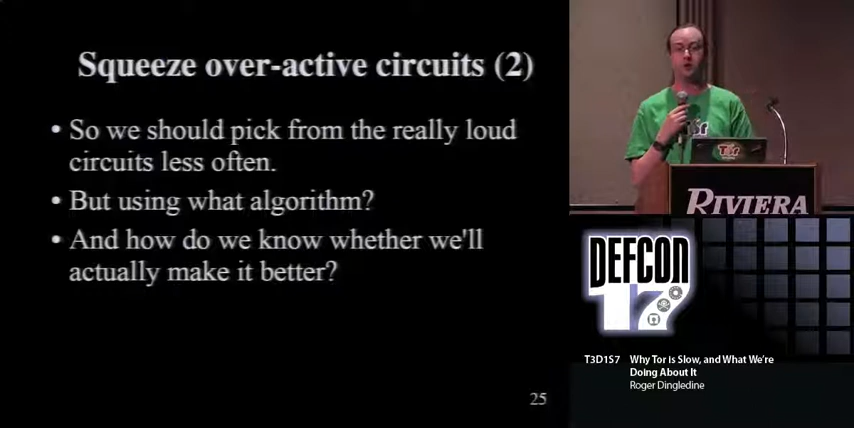 Squeeze over-active circuits (2)
• So we should pick from the really loud
circuits less often.
• But using what algorithm?
• And how do we know whether we'll
actually make it better?
25
Tor
RIVIERA
DEFCON
17
T3D1S7 Why Tor is Slow, and What We're
Doing About It
Roger Dingledine